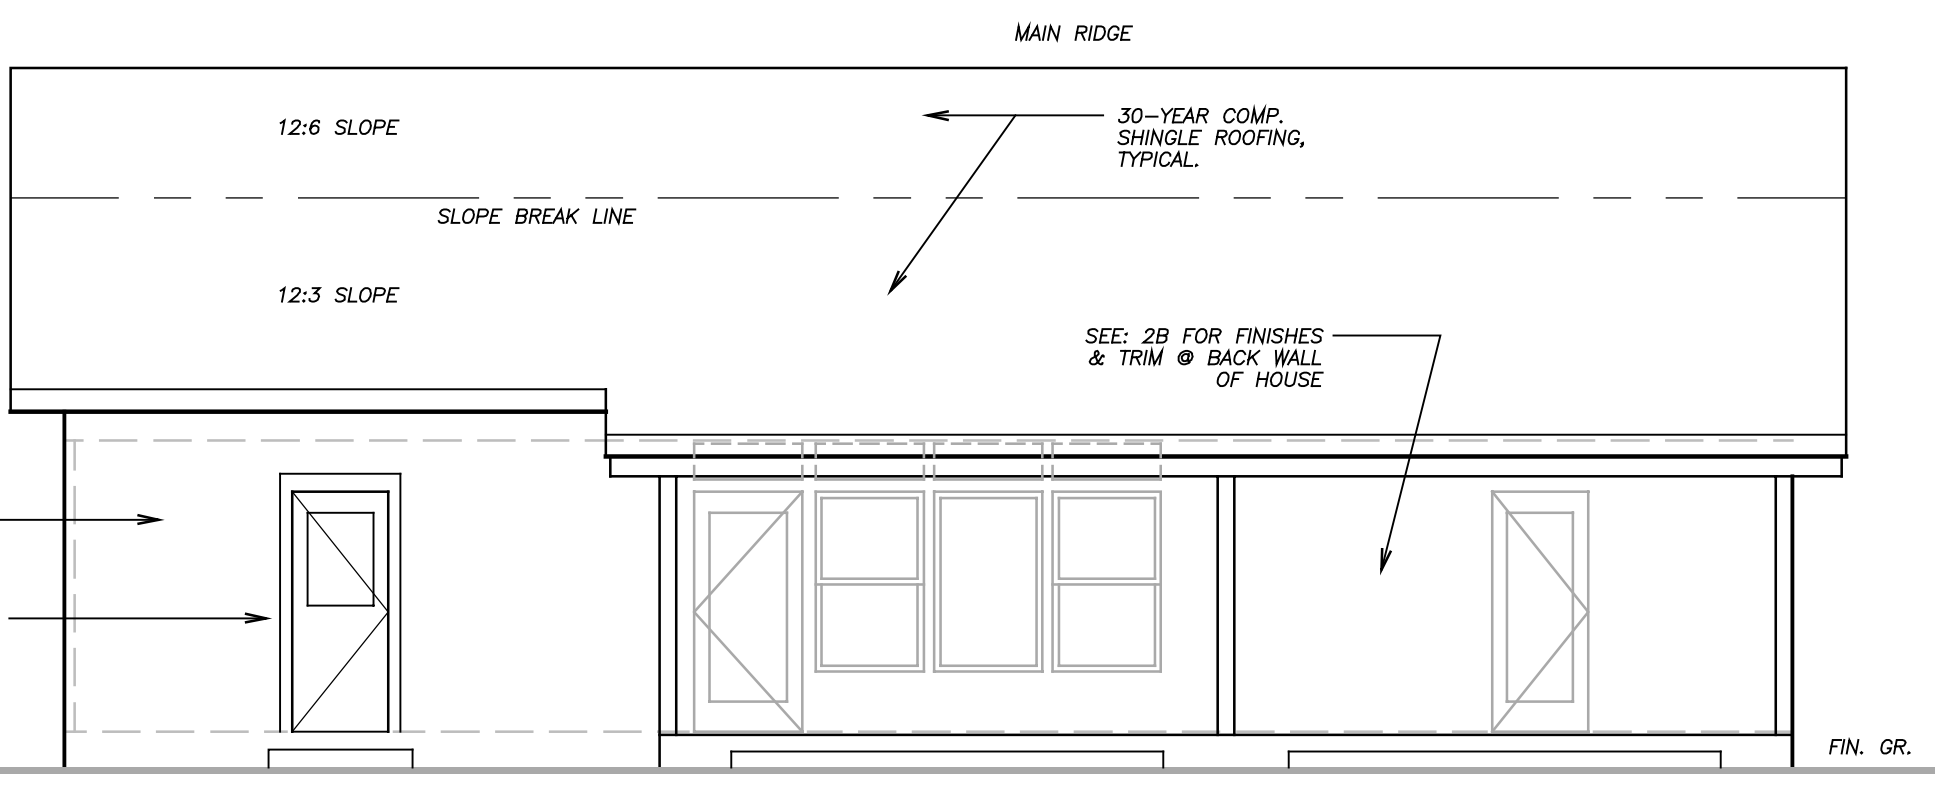 MAIN RIDGE
12:6 SLOPE
30-YEAR COMP.
SHINGLE ROOFING,
TYPICAL.
SLOPE BREAK LINE
12:3 SLOPE
SEE: 2B FOR FINISHES
& TRIM @ BACK WALL
OF HOUSE
FIN. GR.